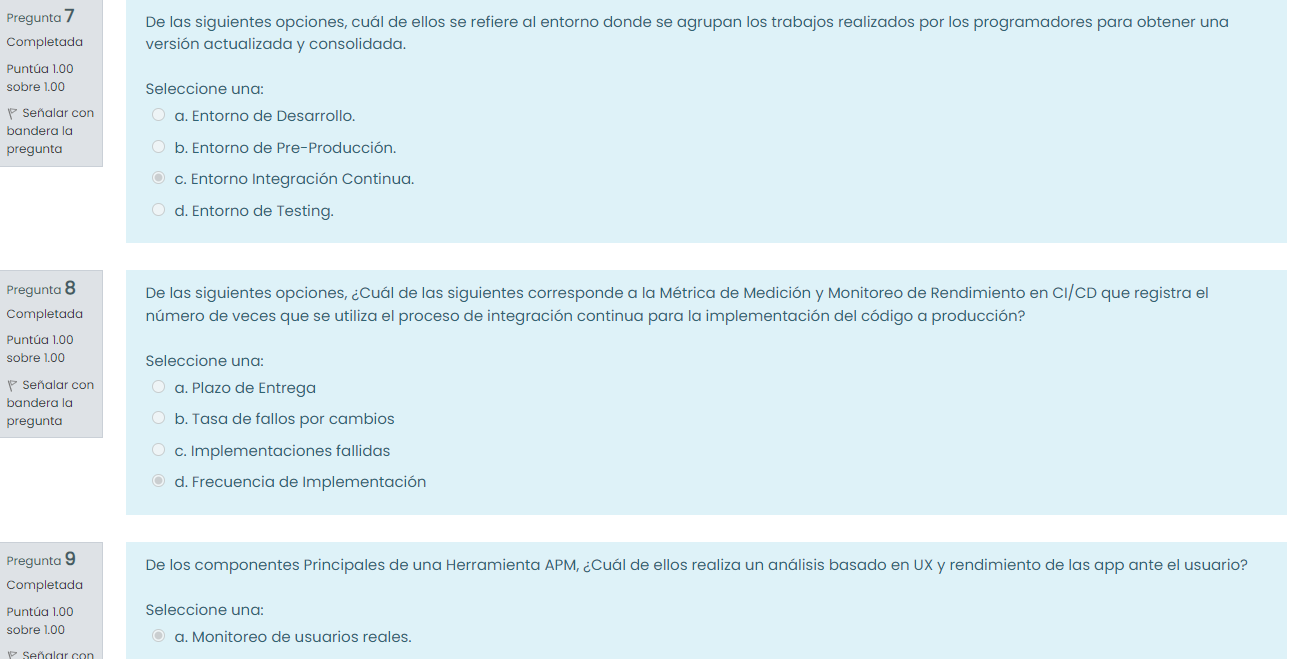 Pregunta 7
Completada
Puntúa 1.00
sobre 1.00
Señalar con
bandera la
pregunta
De las siguientes opciones, cuál de ellos se refiere al entorno donde se agrupan los trabajos realizados por los programadores para obtener una
versión actualizada y consolidada.
Seleccione una:
a. Entorno de Desarrollo.
b. Entorno de Pre-Producción.
c. Entorno Integración Continua.
d. Entorno de Testing.
Pregunta 8
Completada
Puntúa 1.00
sobre 1.00
Señalar con
bandera la
pregunta
De las siguientes opciones, ¿Cuál de las siguientes corresponde a la Métrica de Medición y Monitoreo de Rendimiento en CI/CD que registra el
número de veces que se utiliza el proceso de integración continua para la implementación del código a producción?
Seleccione una:
a. Plazo de Entrega
b. Tasa de fallos por cambios
c. Implementaciones fallidas
d. Frecuencia de Implementación
Pregunta 9
Completada
Puntúa 1.00
sobre 1.00
Señalar con
De los componentes Principales de una Herramienta APM, ¿Cuál de ellos realiza un análisis basado en UX y rendimiento de las app ante el usuario?
Seleccione una:
a. Monitoreo de usuarios reales.